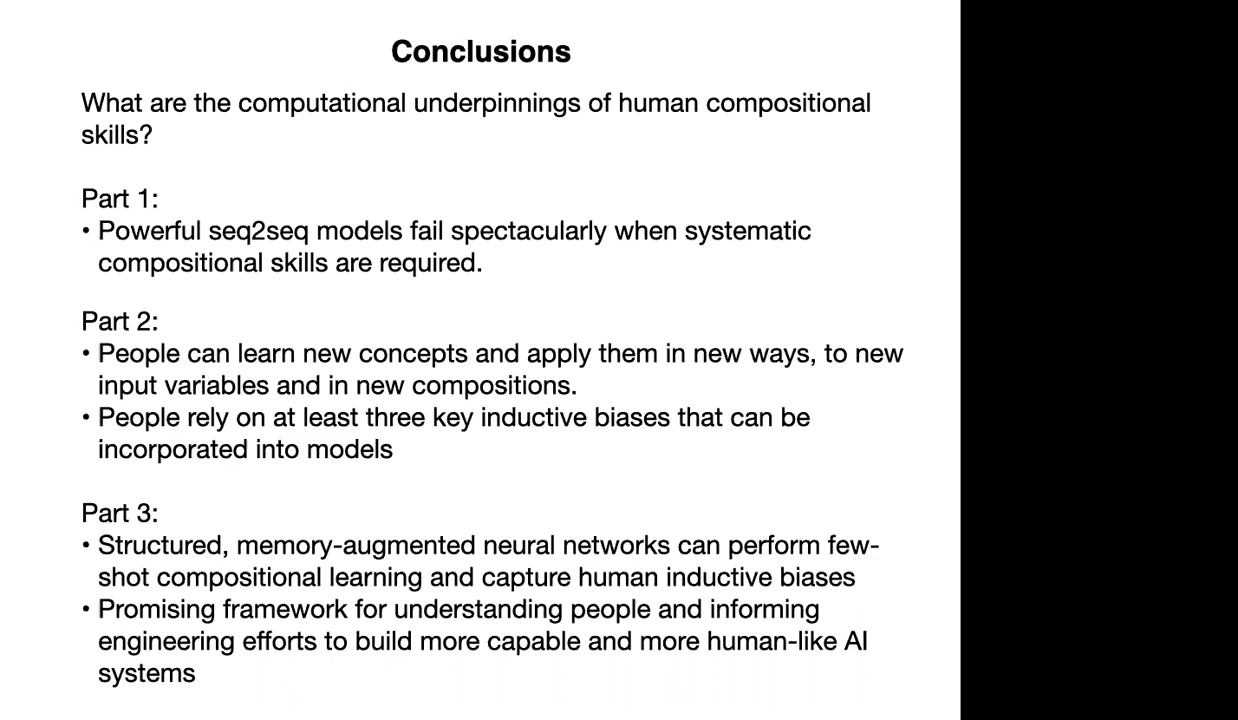 Conclusions
What are the computational underpinnings of human compositional
skills?
Part 1:
• Powerful seq2seq models fail spectacularly when systematic
compositional skills are required.
Part 2:
• People can learn new concepts and apply them in new ways, to new
input variables and in new compositions.
• People rely on at least three key inductive biases that can be
incorporated into models
Part 3:
• Structured, memory-augmented neural networks can perform few-
shot compositional learning and capture human inductive biases
• Promising framework for understanding people and informing
engineering efforts to build more capable and more human-like AI
systems